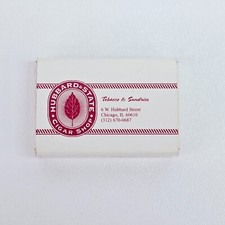 HUBBARD & STATE
CIGAR SHOP
Tobacco & Sundries
6 W. Hubbard Street
Chicago, IL 60610
(312) 670-0687